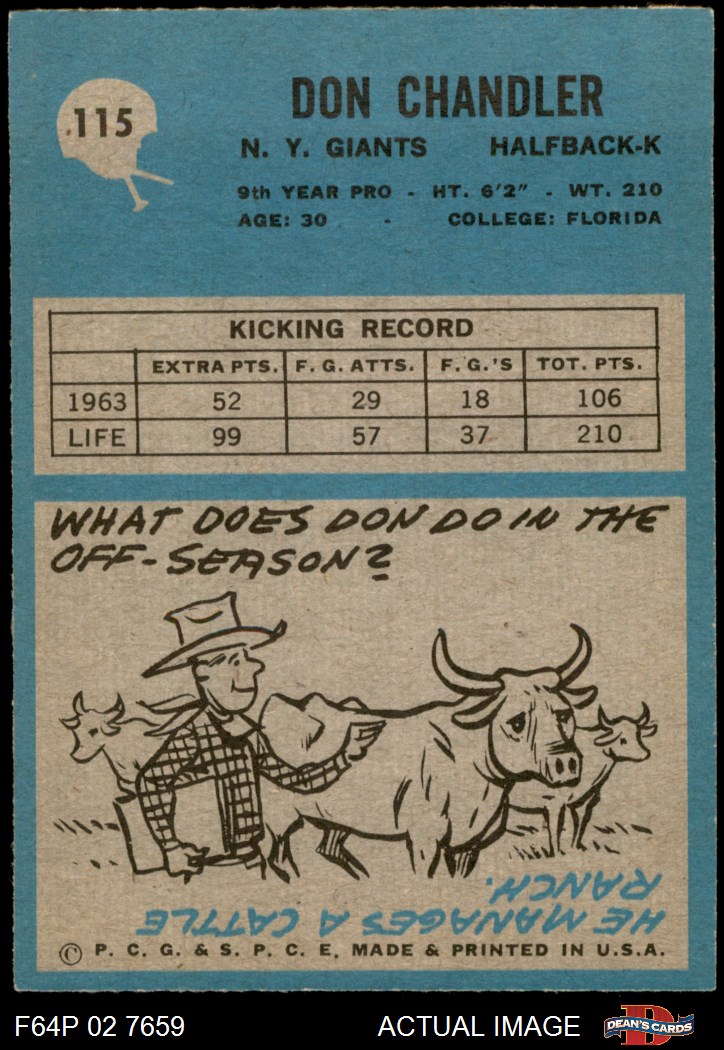 115
DON CHANDLER
N. Y. GIANTS HALFBACK-K
9th YEAR PRO - HT. 6'2" - WT. 210
AGE: 30 - COLLEGE: FLORIDA
KICKING RECORD
EXTRA PTS. F. G. ATTS. F. G.'S TOT. PTS.
1963 52 29 18 106
LIFE 99 57 37 210
WHAT DOES DON DO IN THE
OFF-SEASON?
HE MANAGES A CATTLE
RANCH.
© P. C. G. & S. P. C. E, MADE & PRINTED IN U.S.A.
F64P 02 7659 ACTUAL IMAGE
D
DEAN'S CARDS